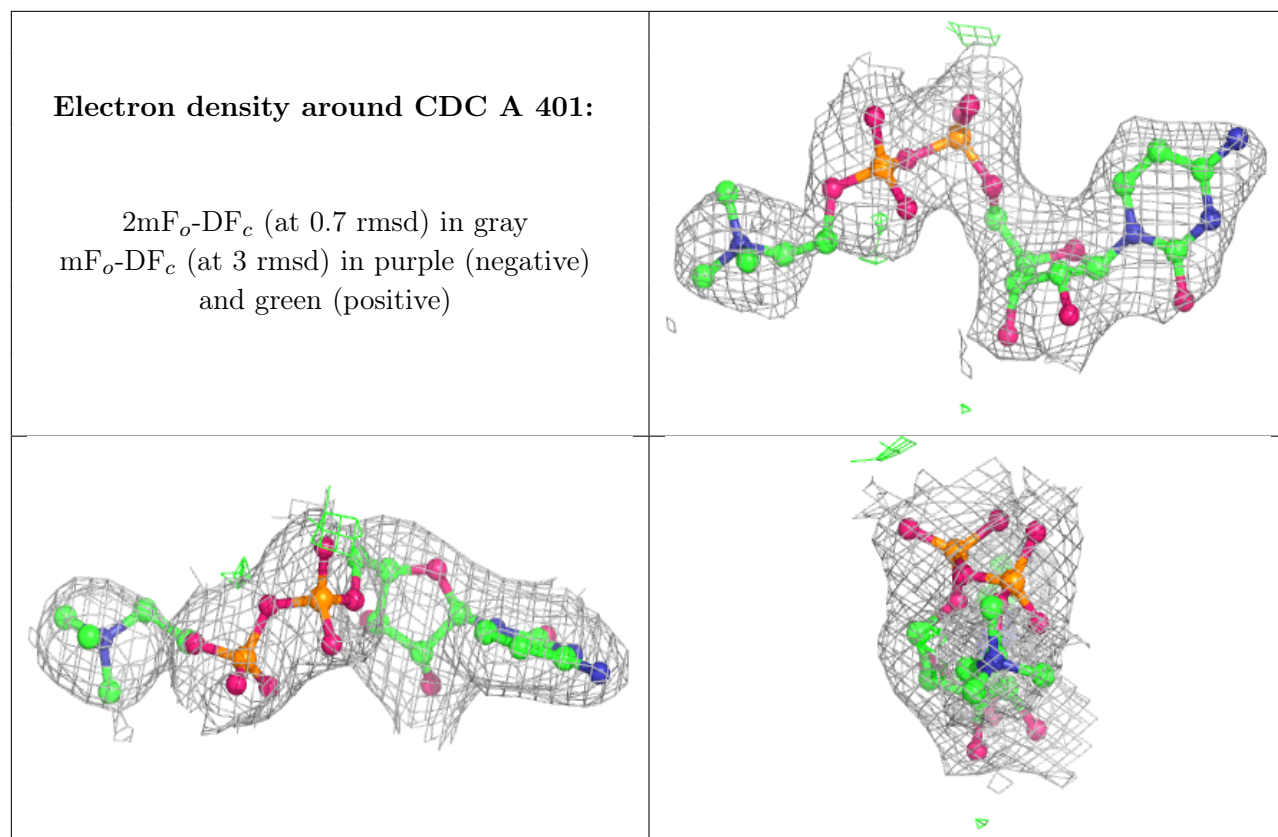 Electron density around CDC A 401:
2mFₒ-DF𝒸 (at 0.7 rmsd) in gray
mFₒ-DF𝒸 (at 3 rmsd) in purple (negative)
and green (positive)